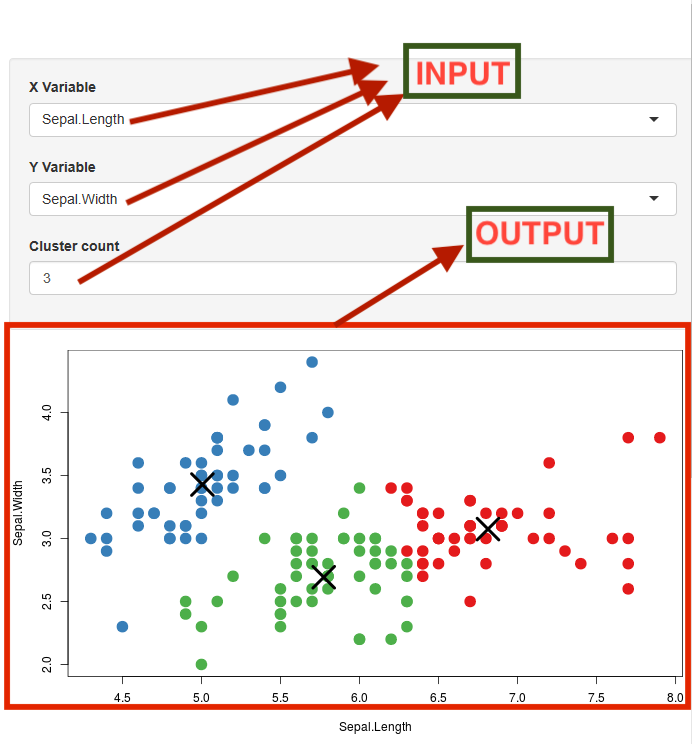 INPUT
X Variable
Sepal.Length
Y Variable
Sepal.Width
OUTPUT
Cluster count
3
Sepal.Width
4.0
3.5
3.0
2.5
2.0
4.5 5.0 5.5 6.0 6.5 7.0 7.5 8.0
Sepal.Length